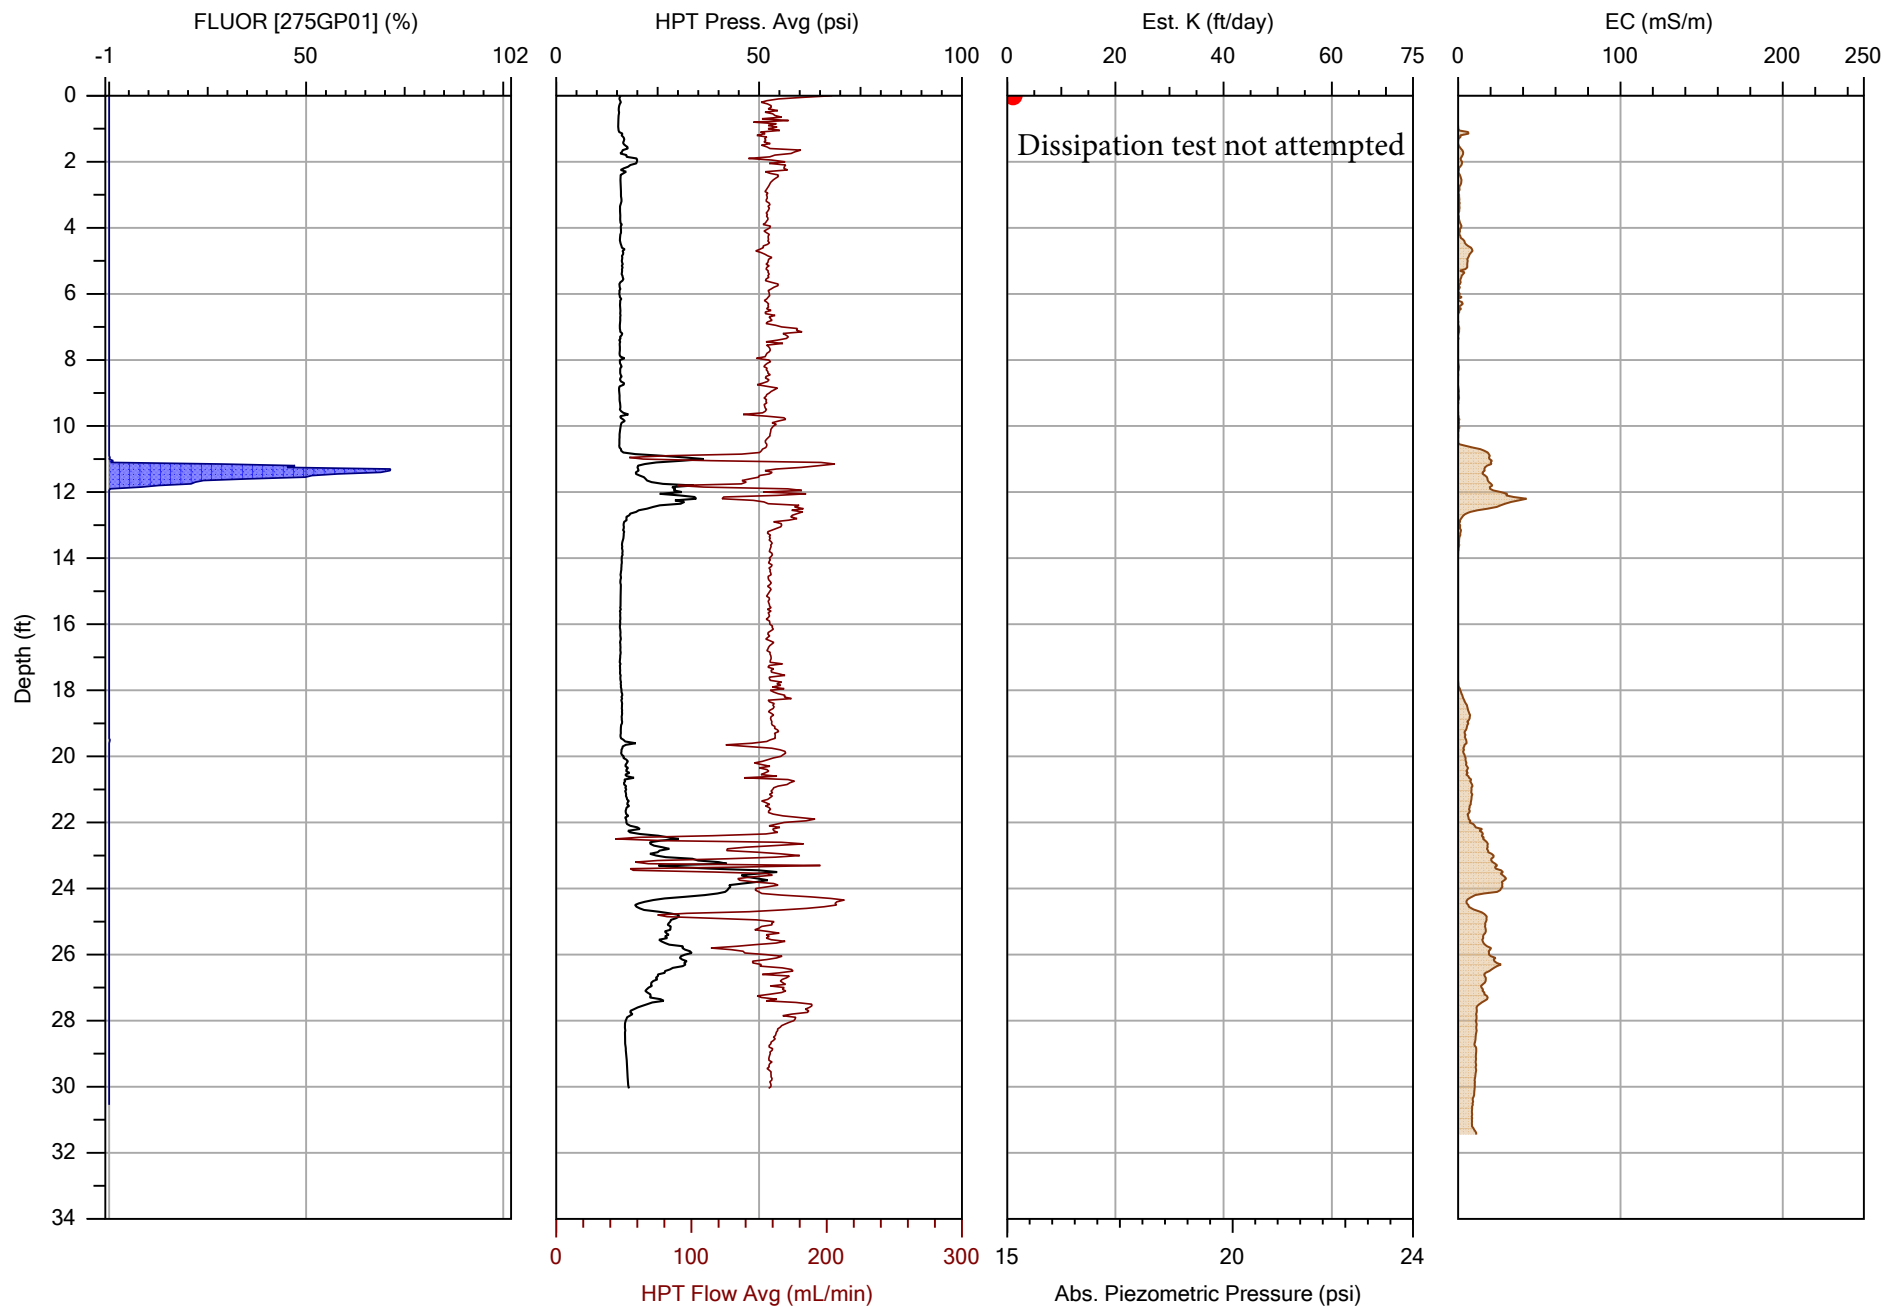 FLUOR [275GP01] (%)
HPT Press. Avg (psi)
Est. K (ft/day)
EC (mS/m)
-1 50 102
0 50 100
0 20 40 60 75
0 100 200 250
Dissipation test not attempted
Depth (ft)
0
2
4
6
8
10
12
14
16
18
20
22
24
26
28
30
32
34
0 100 200 300
15 20 24
HPT Flow Avg (mL/min)
Abs. Piezometric Pressure (psi)